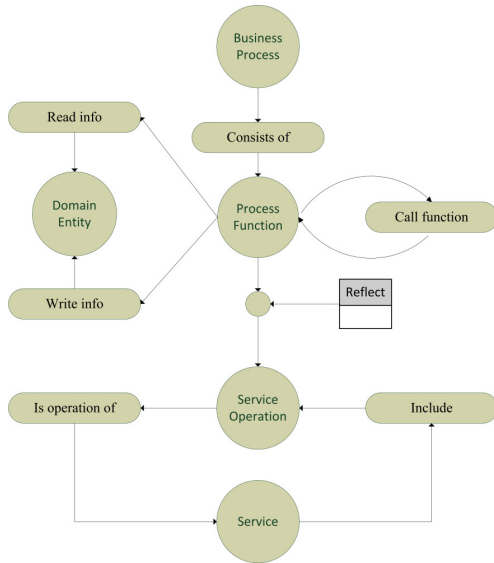 Business
Process
Read info
Consists of
Domain
Entity
Process
Function
Call function
Write info
Reflect
Is operation of
Service
Operation
Include
Service